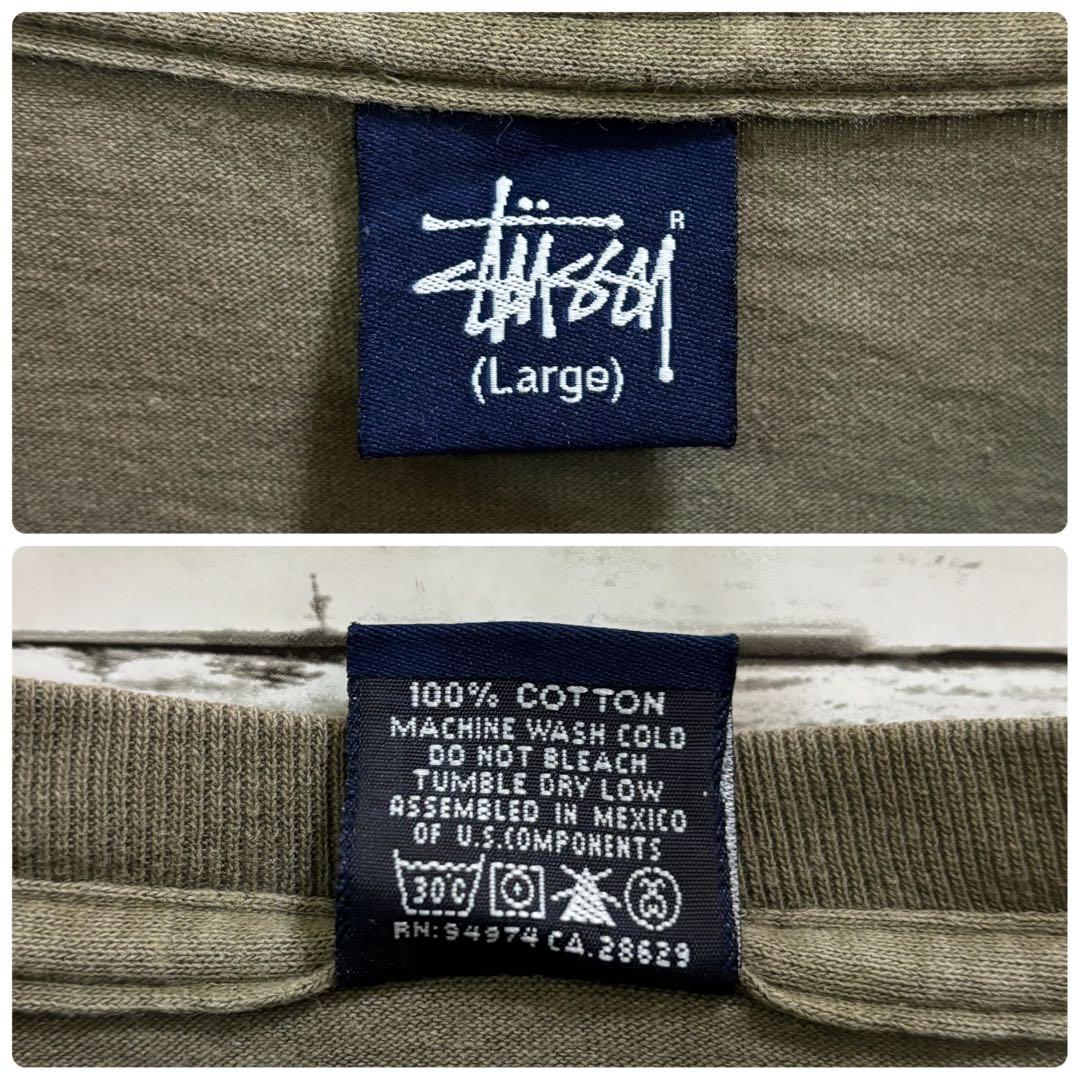 Stüssy
R
(Large)
100% COTTON
MACHINE WASH COLD
DO NOT BLEACH
TUMBLE DRY LOW
ASSEMBLED IN MEXICO
OF U.S.COMPONENTS
30C
RN:94974 CA.28629